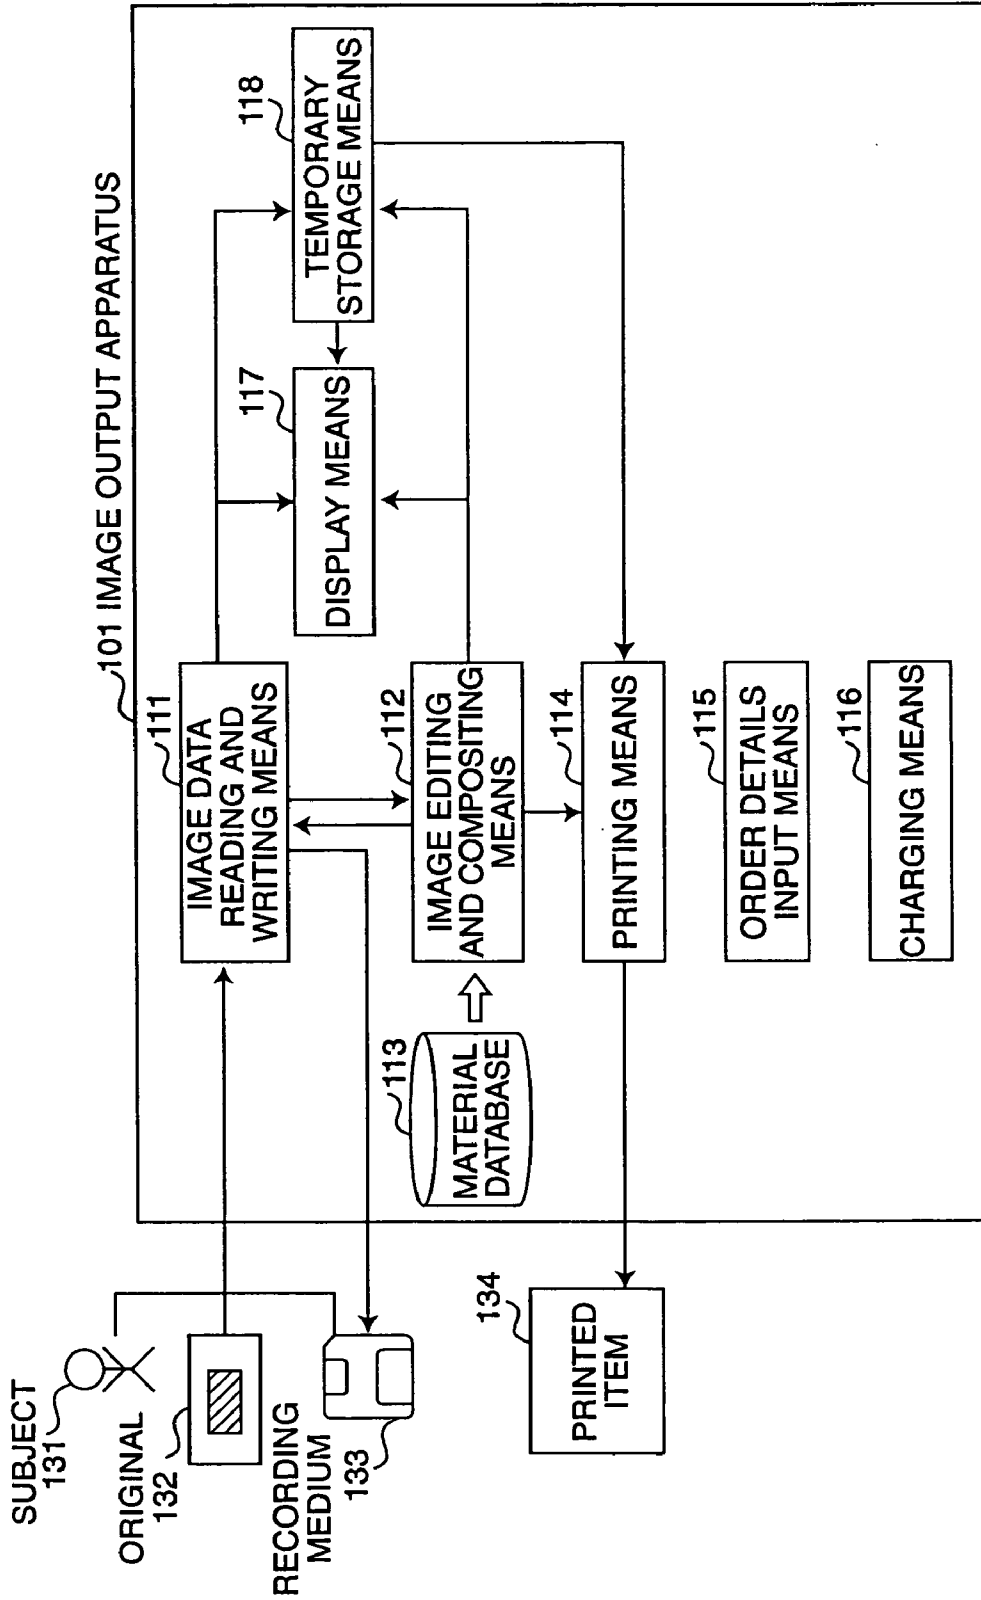 101 IMAGE OUTPUT APPARATUS
SUBJECT
131
ORIGINAL
132
RECORDING
MEDIUM
133
111
IMAGE DATA
READING AND
WRITING MEANS
117
DISPLAY MEANS
118
TEMPORARY
STORAGE MEANS
113
MATERIAL
DATABASE
112
IMAGE EDITING
AND COMPOSITING
MEANS
134
PRINTED
ITEM
114
PRINTING MEANS
115
ORDER DETAILS
INPUT MEANS
116
CHARGING MEANS